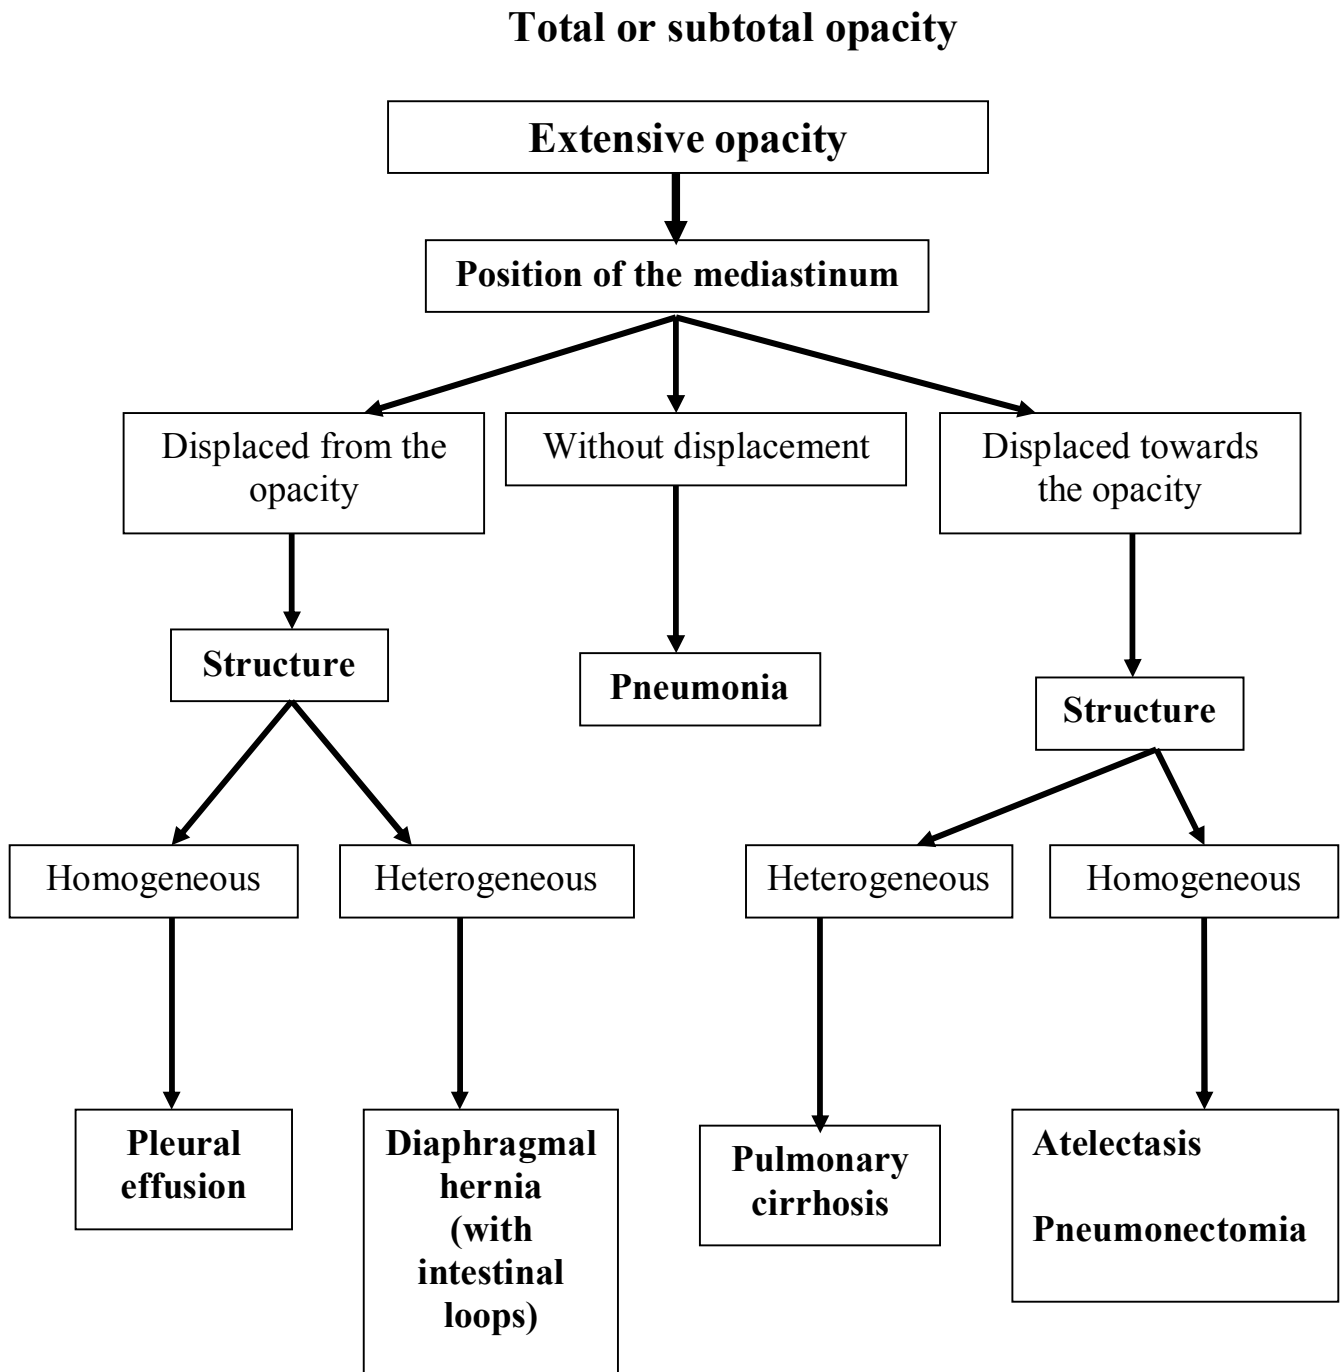 Total or subtotal opacity
Extensive opacity
Position of the mediastinum
Displaced from the
opacity
Without displacement
Displaced towards
the opacity
Structure
Pneumonia
Structure
Homogeneous
Heterogeneous
Heterogeneous
Homogeneous
Pleural
effusion
Diaphragmal
hernia
(with
intestinal
loops)
Pulmonary
cirrhosis
Atelectasis
Pneumonectomia